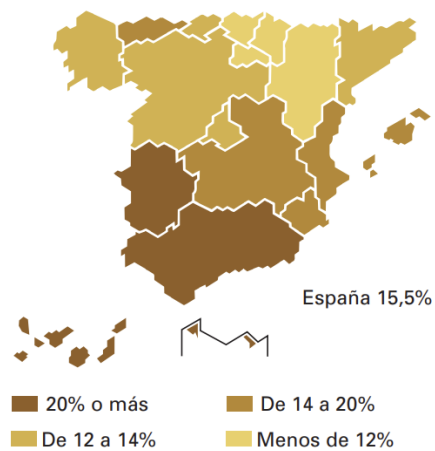 España 15,5%
20% o más
De 14 a 20%
De 12 a 14%
Menos de 12%